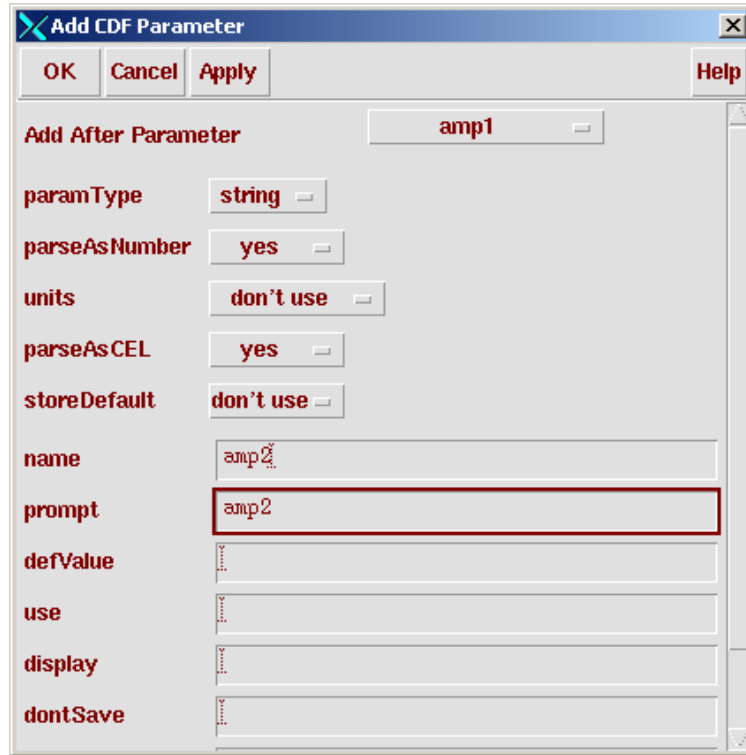 Add CDF Parameter
OK Cancel Apply Help
Add After Parameter amp1
paramType string
parseAsNumber yes
units don't use
parseAsCEL yes
storeDefault don't use
name amp2
prompt amp2
defValue
use
display
dontSave